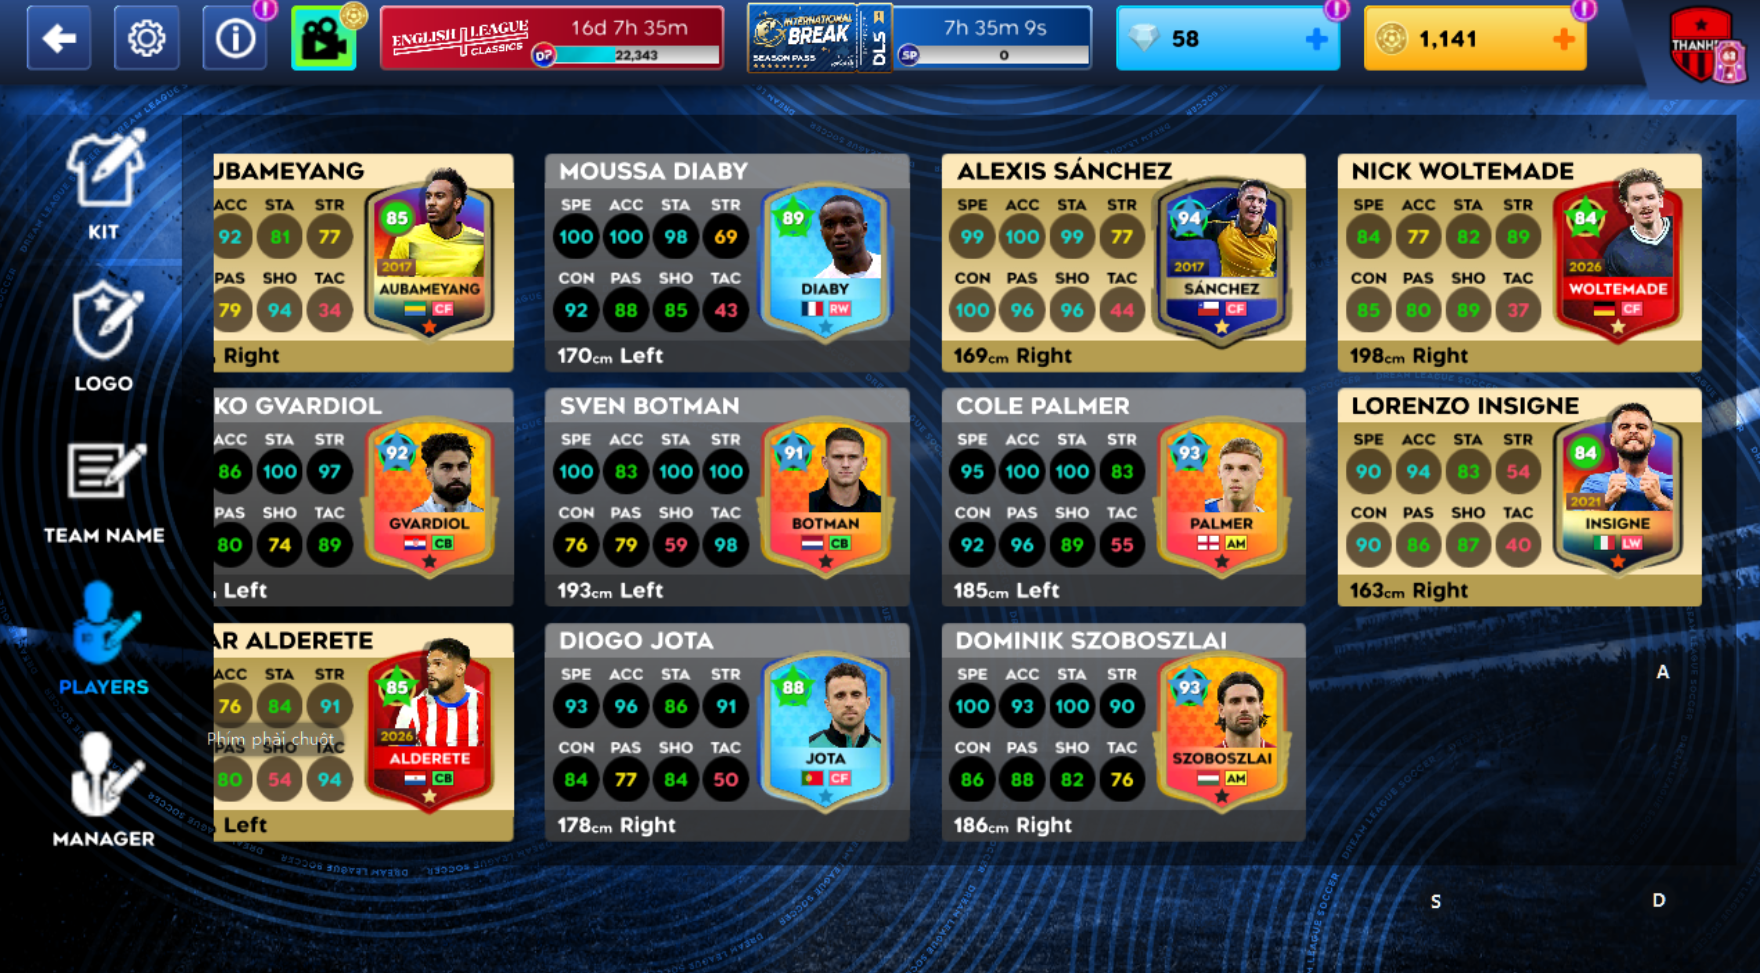 ENGLISH LEAGUE
CLASSICS
16d 7h 35m
DP
22,343
INTERNATIONAL
BREAK
SEASON PASS
DLS
7h 35m 9s
SP
0
58
1,141
THANH
63
KIT
LOGO
TEAM NAME
PLAYERS
MANAGER
UBAMEYANG
ACC STA STR
92 81 77
PAS SHO TAC
79 94 34
Right
85
2017
AUBAMEYANG
CF
MOUSSA DIABY
SPE ACC STA STR
100 100 98 69
CON PAS SHO TAC
92 88 85 43
170cm Left
89
DIABY
RW
ALEXIS SÁNCHEZ
SPE ACC STA STR
99 100 99 77
CON PAS SHO TAC
100 96 96 44
169cm Right
94
2017
SÁNCHEZ
CF
NICK WOLTEMADE
SPE ACC STA STR
84 77 82 89
CON PAS SHO TAC
85 80 89 37
198cm Right
84
2026
WOLTEMADE
CF
KO GVARDIOL
ACC STA STR
86 100 97
PAS SHO TAC
80 74 89
Left
92
GVARDIOL
CB
SVEN BOTMAN
SPE ACC STA STR
100 83 100 100
CON PAS SHO TAC
76 79 59 98
193cm Left
91
BOTMAN
CB
COLE PALMER
SPE ACC STA STR
95 100 100 83
CON PAS SHO TAC
92 96 89 55
185cm Left
93
PALMER
AM
LORENZO INSIGNE
SPE ACC STA STR
90 94 83 54
CON PAS SHO TAC
90 86 87 40
163cm Right
84
2021
INSIGNE
LW
AR ALDERETE
ACC STA STR
76 84 91
Phím phải chuột
PAS SHO TAC
80 54 94
Left
85
2026
ALDERETE
CB
DIOGO JOTA
SPE ACC STA STR
93 96 86 91
CON PAS SHO TAC
84 77 84 50
178cm Right
88
JOTA
CF
DOMINIK SZOBOSZLAI
SPE ACC STA STR
100 93 100 90
CON PAS SHO TAC
86 88 82 76
186cm Right
93
SZOBOSZLAI
AM
A
S
D